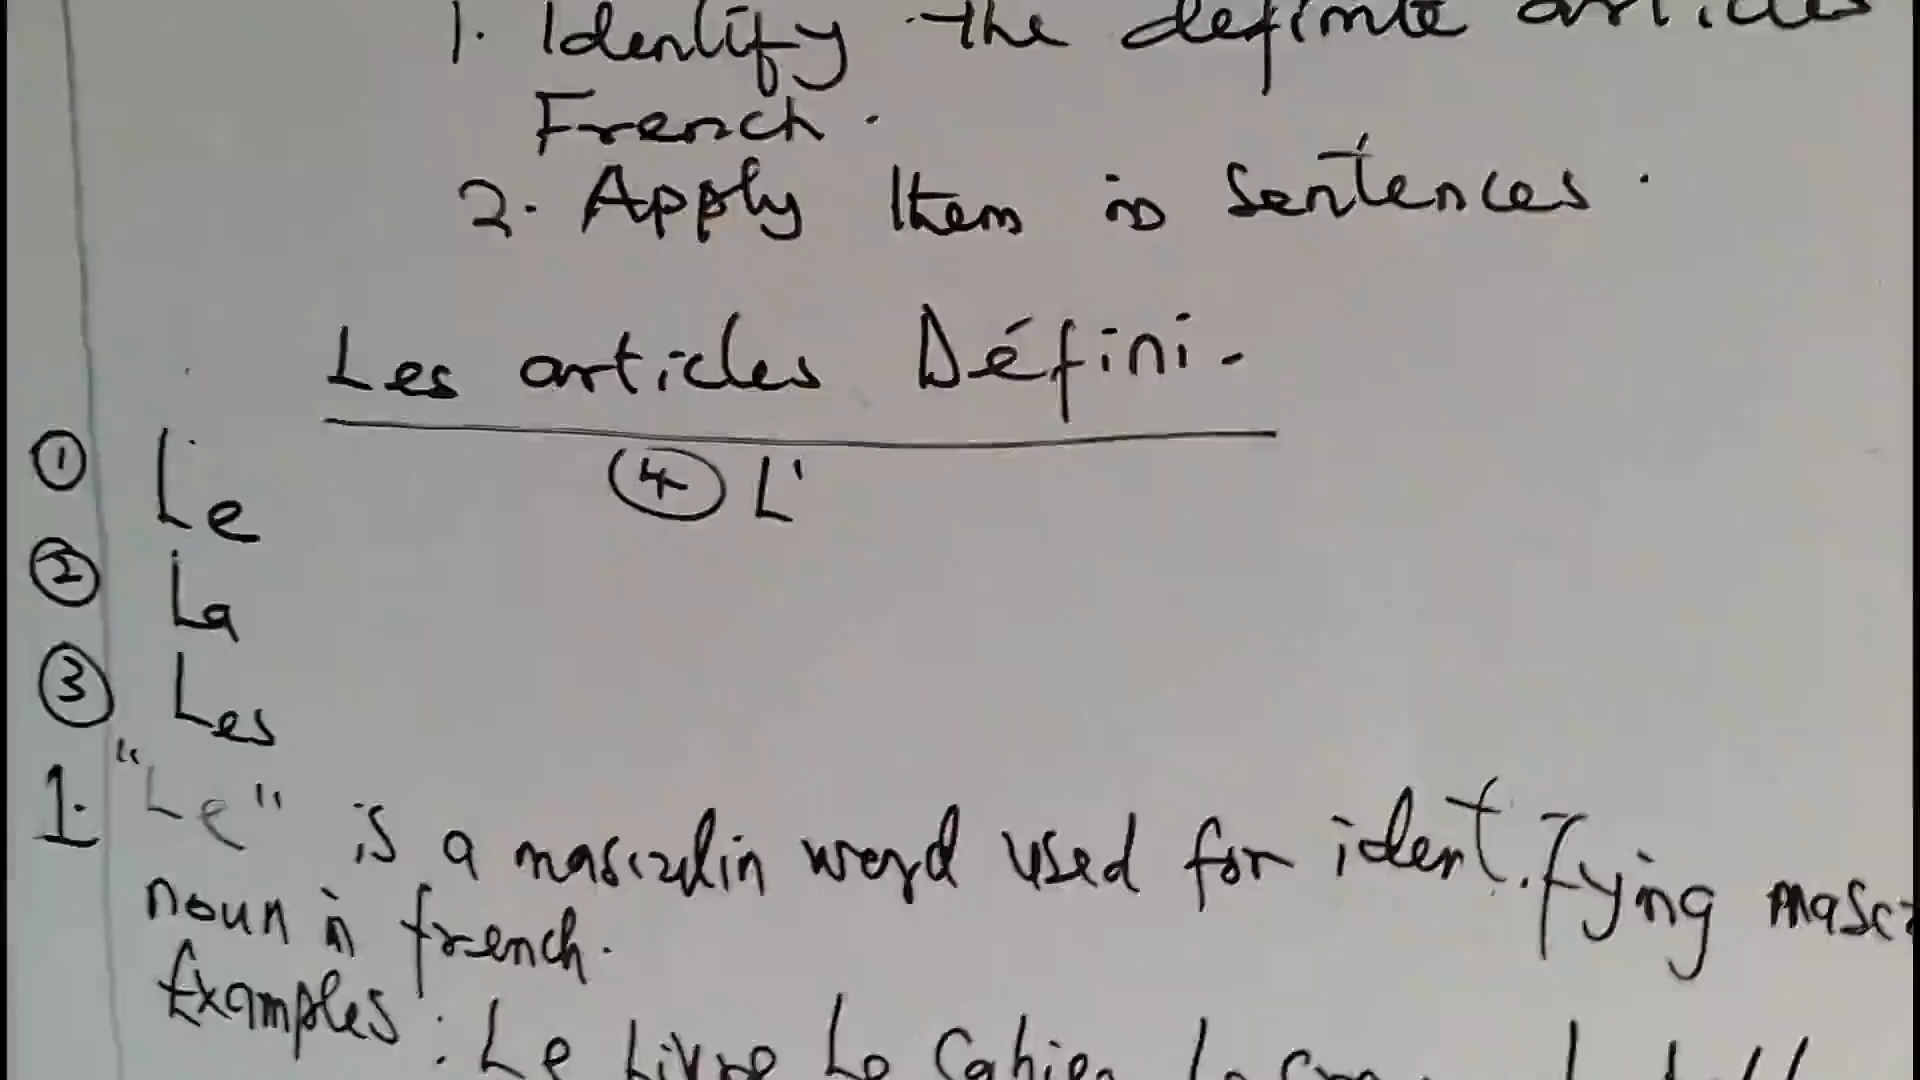 1. Identify the definite articles
French.
2. Apply them in Sentences.
Les articles Défini.
① Le
④ L'
② La
③ Les
1. "Le" is a masculin word used for identifying
noun in french.
Examples: Le Livre Le Cahier